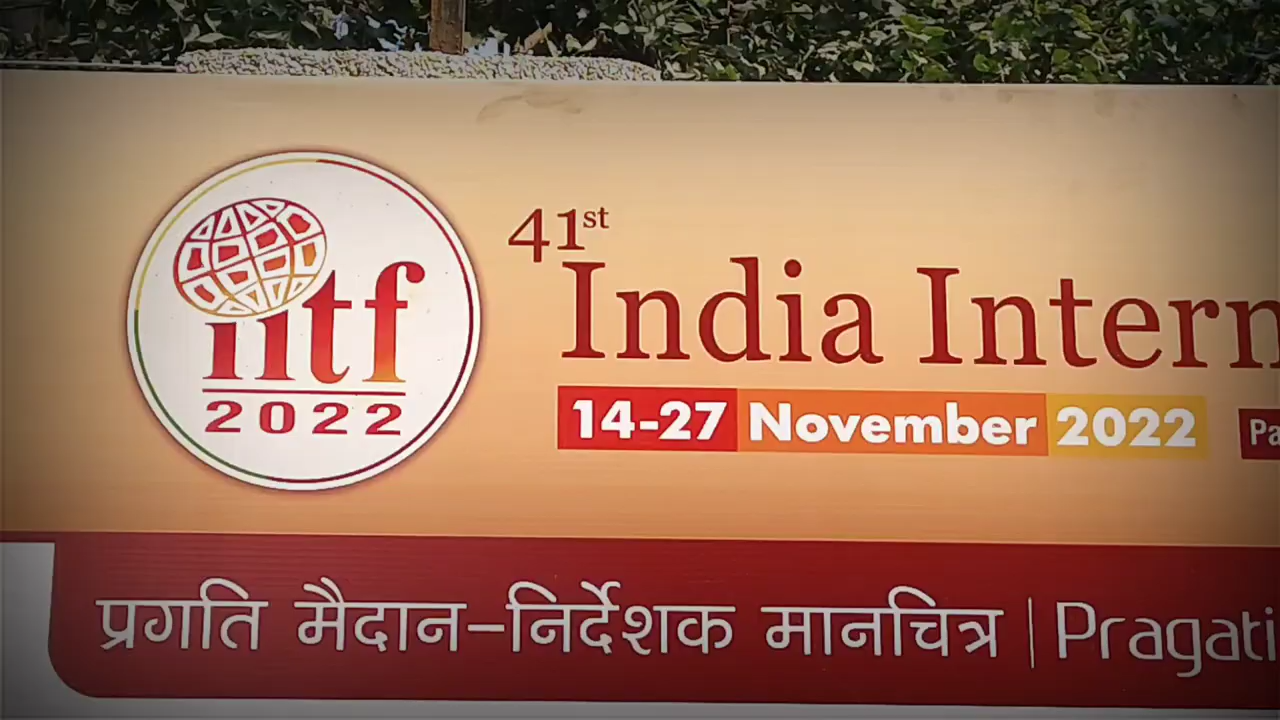 iitf
2022
41st
India Intern
14-27 November 2022
Pa
प्रगति मैदान-निर्देशक मानचित्र | Pragati